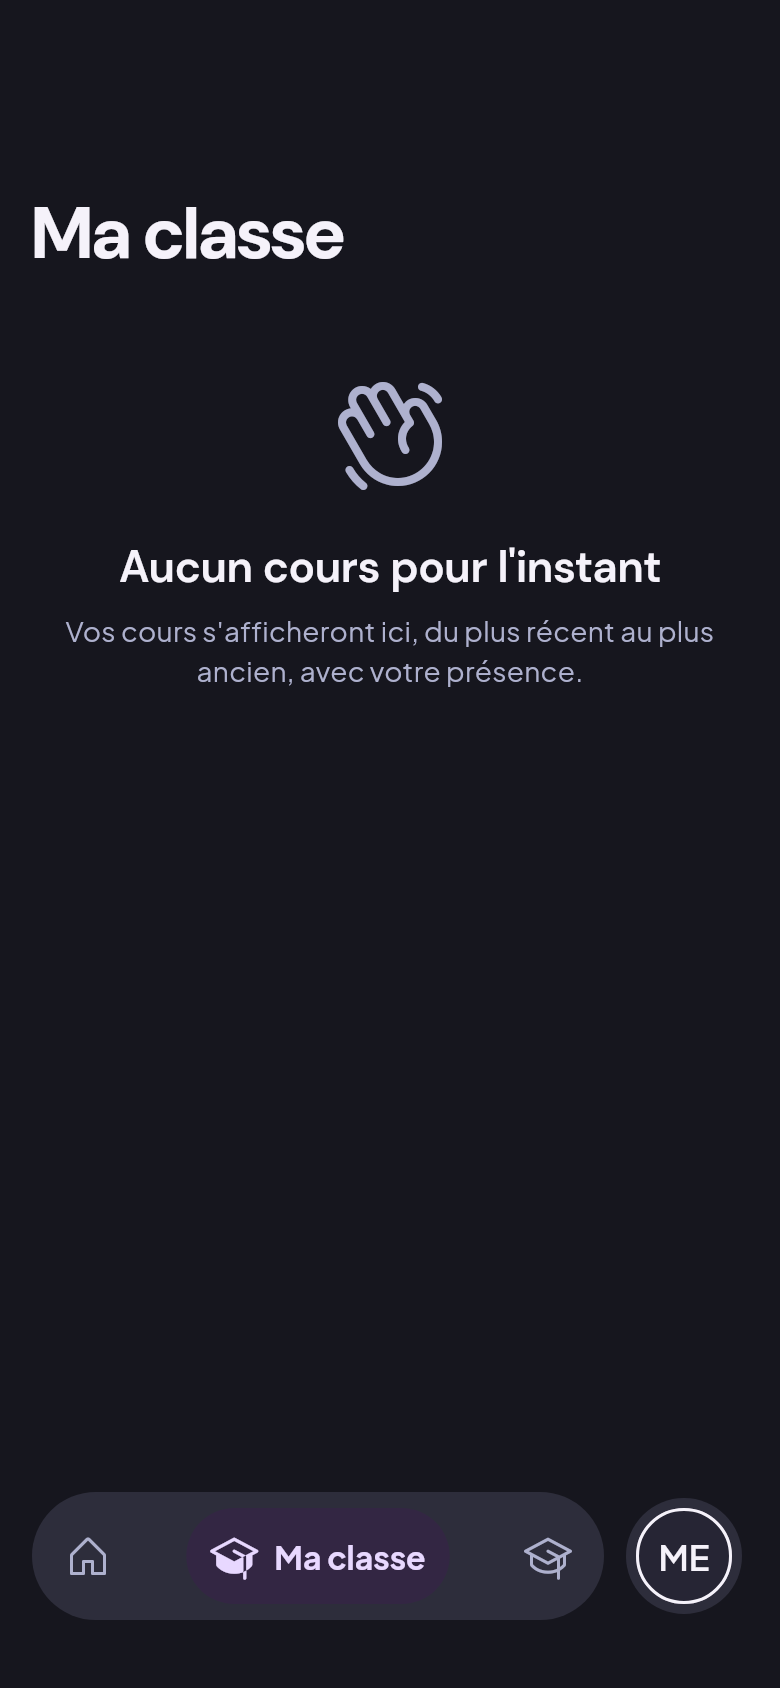 Ma classe
Aucun cours pour l'instant
Vos cours s'afficheront ici, du plus récent au plus
ancien, avec votre présence.
Ma classe
ME